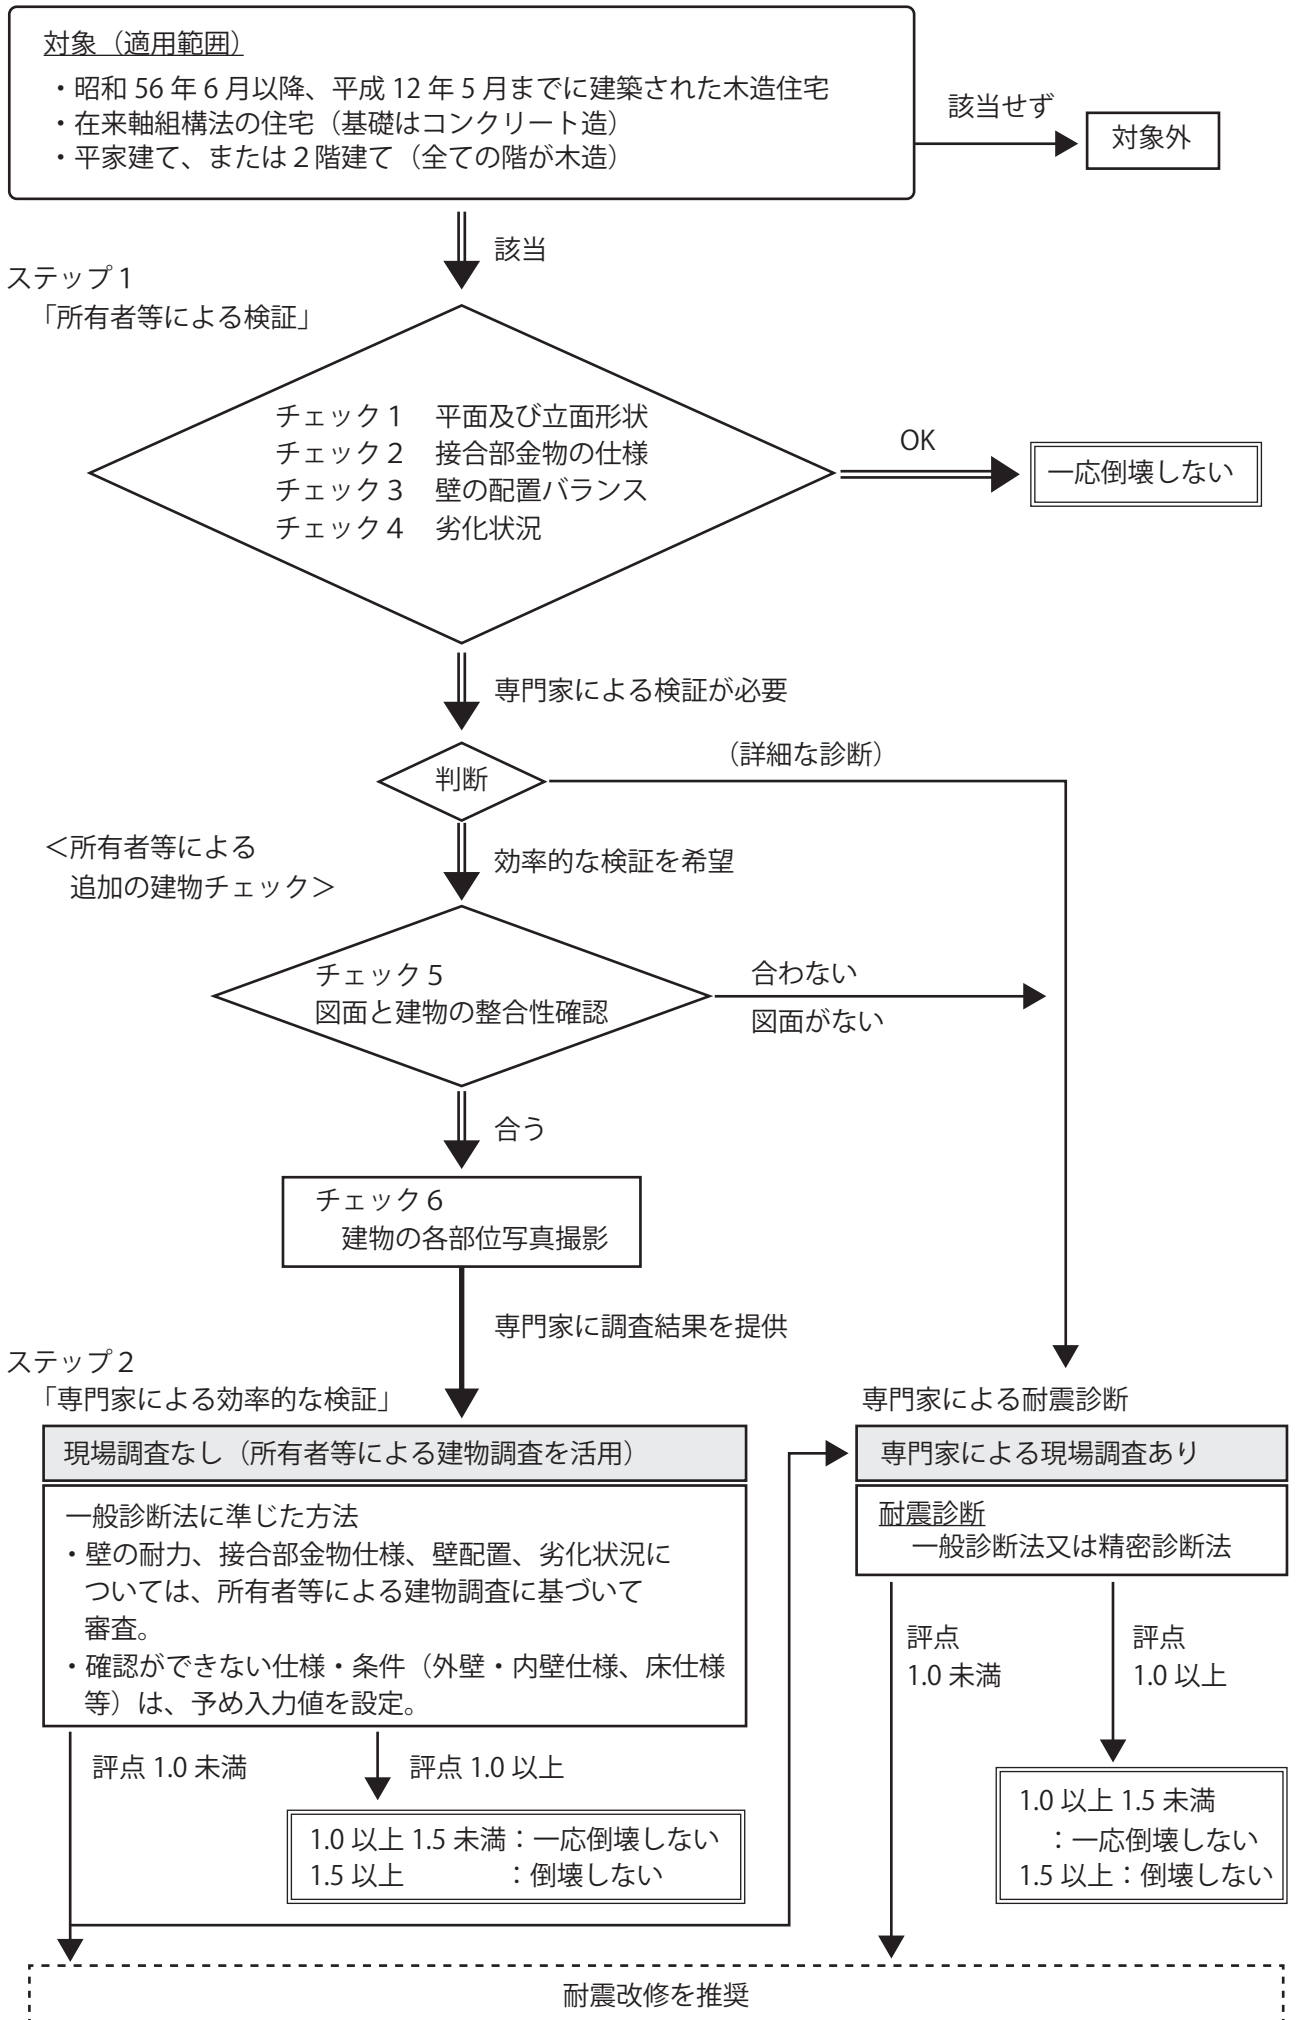 対象（適用範囲）
・昭和 56 年 6 月以降、平成 12 年 5 月までに建築された木造住宅
・在来軸組構法の住宅（基礎はコンクリート造）
・平家建て、または２階建て（全ての階が木造）
該当せず
対象外
該当
ステップ１
「所有者等による検証」
チェック１　平面及び立面形状
チェック２　接合部金物の仕様
チェック３　壁の配置バランス
チェック４　劣化状況
OK
一応倒壊しない
専門家による検証が必要
判断
（詳細な診断）
＜所有者等による
追加の建物チェック＞
効率的な検証を希望
チェック５
図面と建物の整合性確認
合わない
図面がない
合う
チェック６
建物の各部位写真撮影
専門家に調査結果を提供
ステップ２
「専門家による効率的な検証」
現場調査なし（所有者等による建物調査を活用）
一般診断法に準じた方法
・壁の耐力、接合部金物仕様、壁配置、劣化状況に
ついては、所有者等による建物調査に基づいて
審査。
・確認ができない仕様・条件（外壁・内壁仕様、床仕様
等）は、予め入力値を設定。
評点 1.0 未満
評点 1.0 以上
1.0 以上 1.5 未満：一応倒壊しない
1.5 以上　　　　：倒壊しない
専門家による耐震診断
専門家による現場調査あり
耐震診断
一般診断法又は精密診断法
評点
1.0 未満
評点
1.0 以上
1.0 以上 1.5 未満
：一応倒壊しない
1.5 以上：倒壊しない
耐震改修を推奨